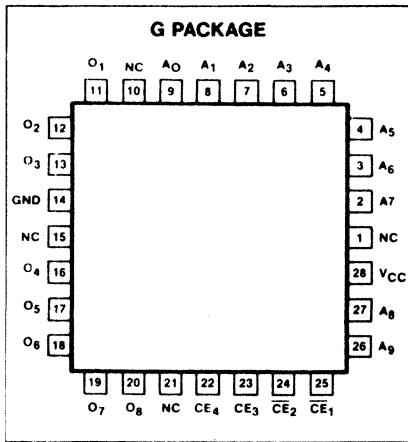 G PACKAGE
O1 NC A0 A1 A2 A3 A4
11 10 9 8 7 6 5
O2 12
O3 13
GND 14
NC 15
O4 16
O5 17
O6 18
4 A5
3 A6
2 A7
1 NC
28 VCC
27 A8
26 A9
19 20 21 22 23 24 25
O7 O8 NC CE4 CE3 C̅E̅2 C̅E̅1